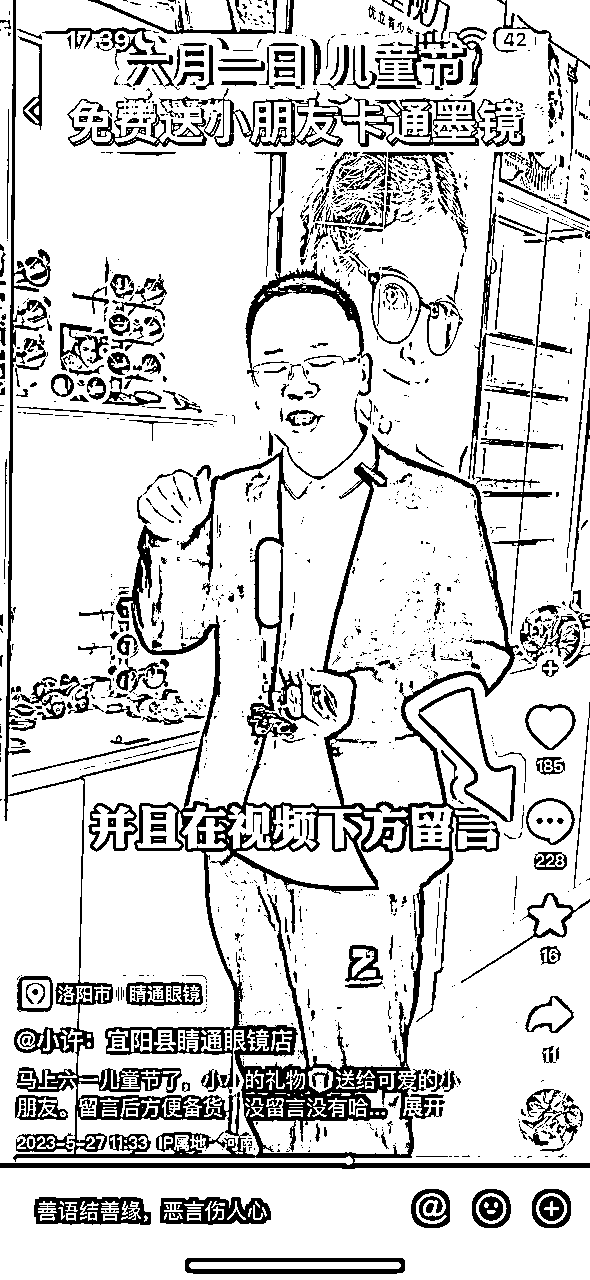 17:39
42
六月一日 儿童节
免费送小朋友卡通墨镜
185
并且在视频下方留言
228
16
2
洛阳市 睛通眼镜
11
@小许：宜阳县睛通眼镜店
马上六一儿童节了，小小的礼物送给可爱的小
朋友。留言后方便备货，没留言没有哈... 展开
2023-5-27 11:33 IP属地：河南
善语结善缘，恶言伤人心